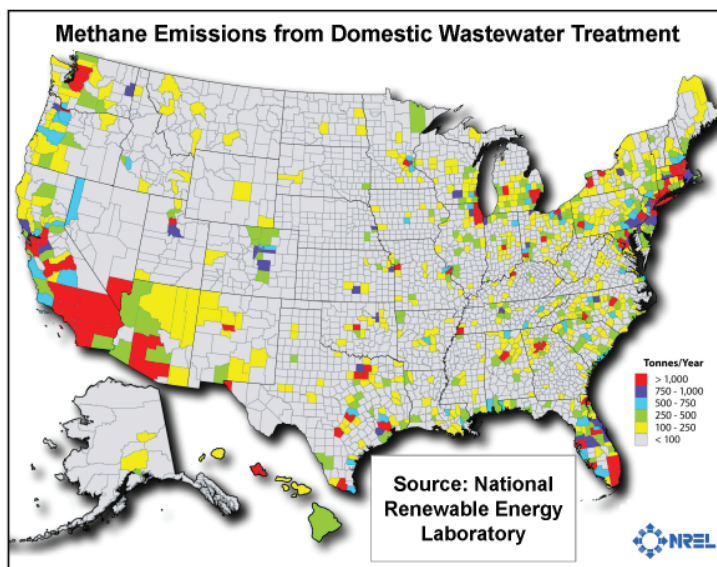 Methane Emissions from Domestic Wastewater Treatment
Tonnes/Year
> 1,000
750 - 1,000
500 - 750
250 - 500
100 - 250
< 100
Source: National
Renewable Energy
Laboratory
NREL